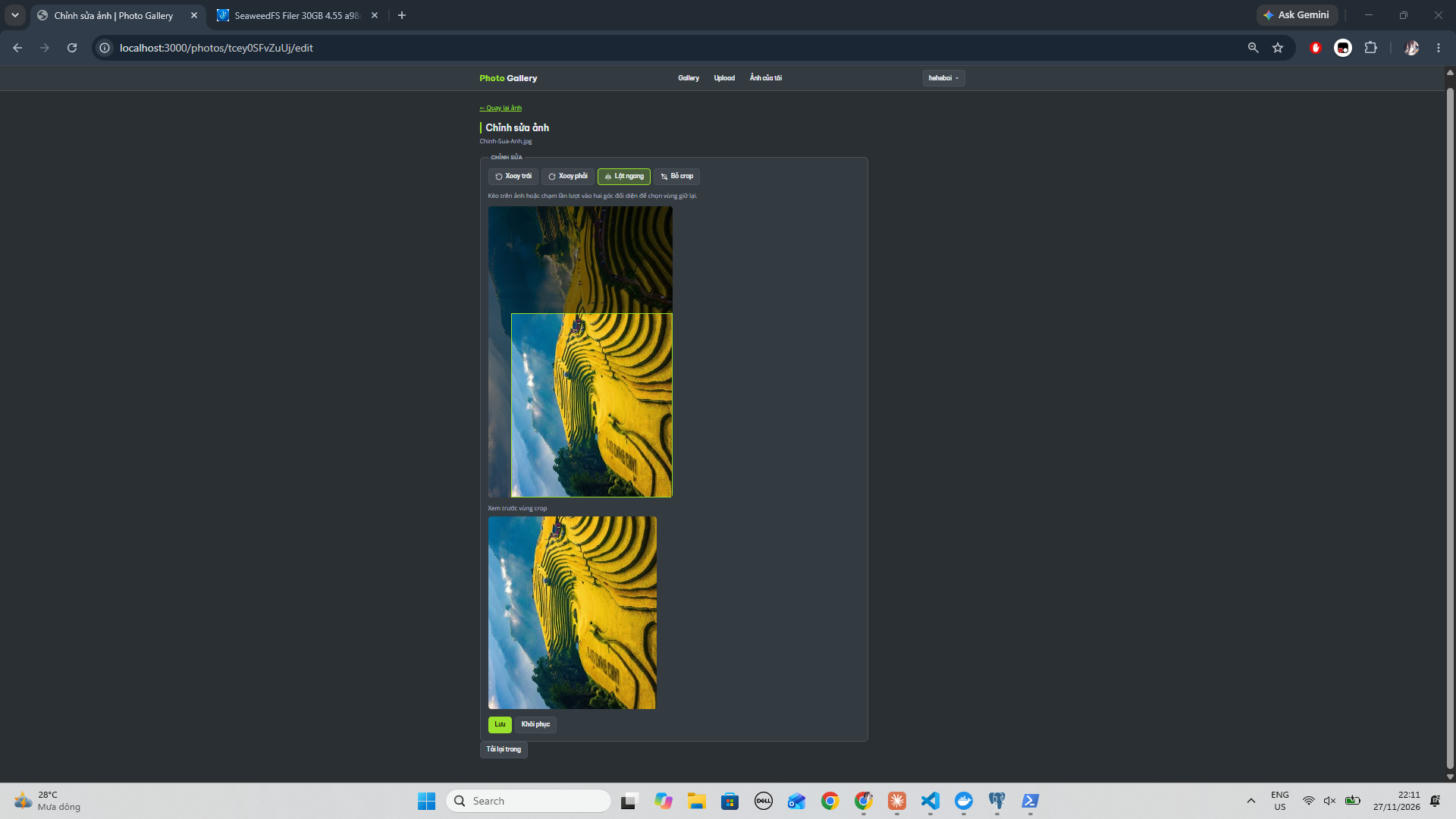 Chỉnh sửa ảnh | Photo Gallery
SeaweedFS Filer 30GB 4.55 a98
Ask Gemini
localhost:3000/photos/tcey0SFvZuUj/edit
Photo Gallery
Gallery
Upload
Ảnh của tôi
heheboi
← Quay lại ảnh
Chỉnh sửa ảnh
Chinh-Sua-Anh.jpg
CHỈNH SỬA
Xoay trái
Xoay phải
Lật ngang
Bỏ crop
Kéo trên ảnh hoặc chạm lần lượt vào hai góc đối diện để chọn vùng giữ lại.
Xem trước vùng crop
Lưu
Khôi phục
Tải lại trang
28°C
Mưa dông
Search
DELL
ENG
US
22:11
27/11/2026